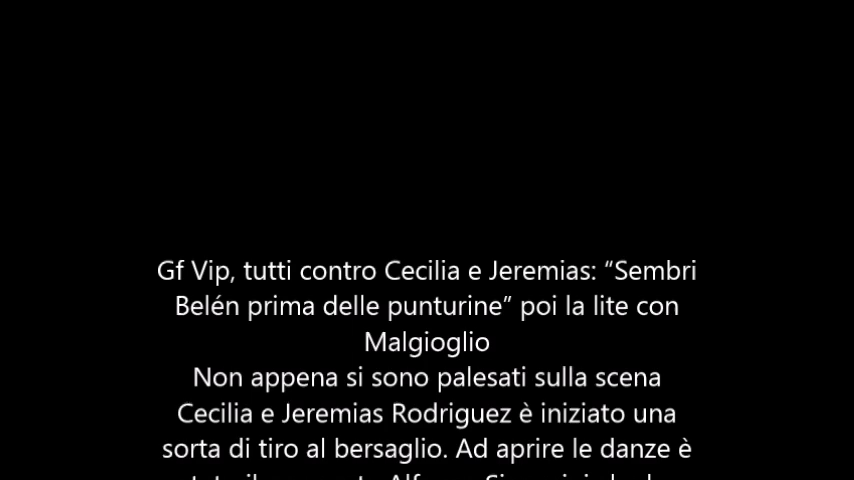 Gf Vip, tutti contro Cecilia e Jeremias: “Sembri
Belén prima delle punturine” poi la lite con
Malgioglio
Non appena si sono palesati sulla scena
Cecilia e Jeremias Rodriguez è iniziato una
sorta di tiro al bersaglio. Ad aprire le danze è